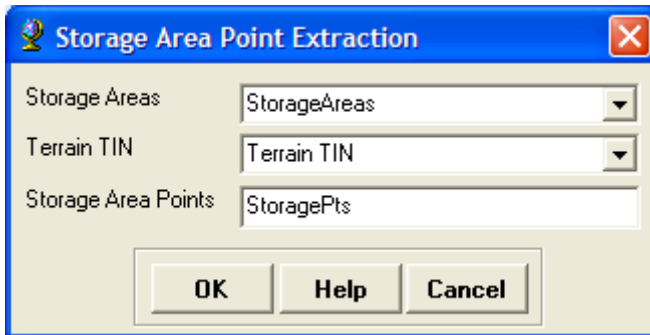 Storage Area Point Extraction
Storage Areas StorageAreas
Terrain TIN Terrain TIN
Storage Area Points StoragePts
OK Help Cancel